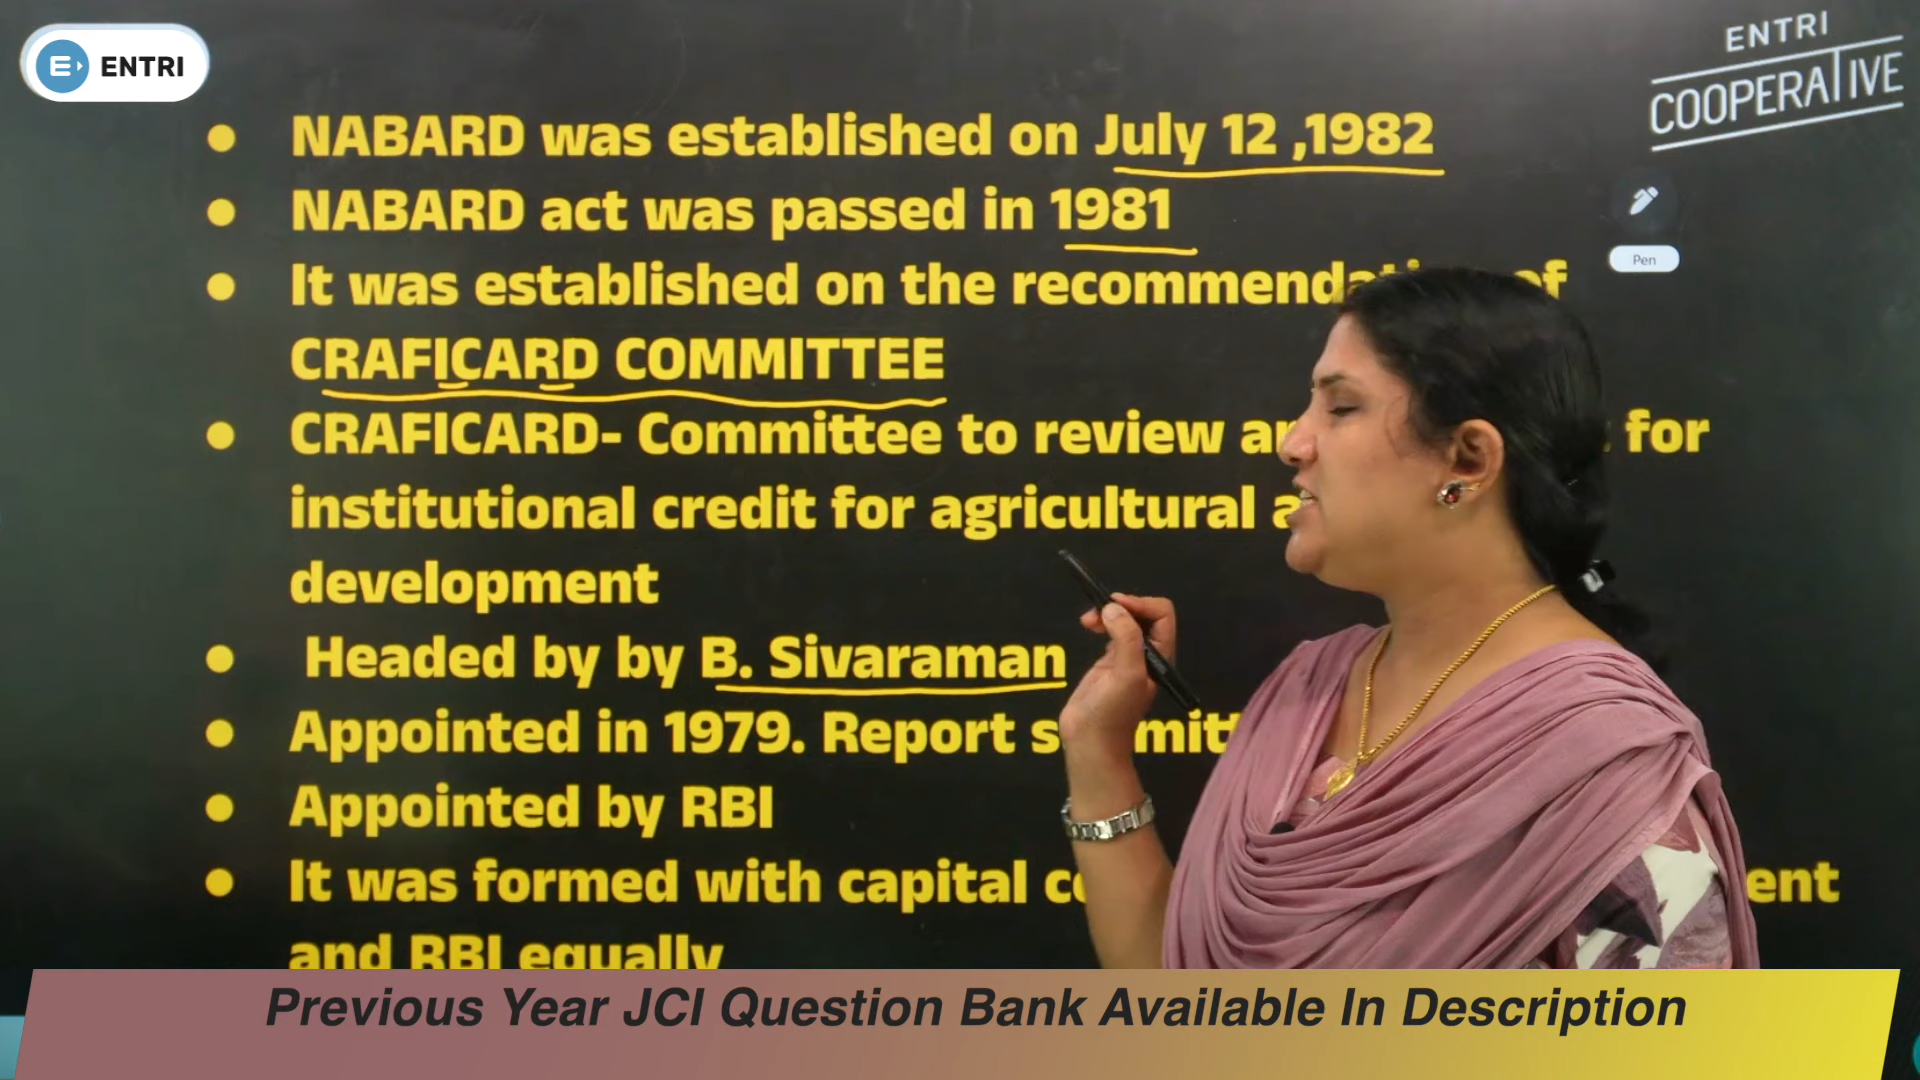 ENTRI
ENTRI
COOPERATIVE
• NABARD was established on July 12 ,1982
• NABARD act was passed in 1981
Pen
• It was established on the of
CRAFICARD COMMITTEE
• CRAFICARD- Committee to review for
institutional credit for agricultural
development
• Headed by by B. Sivaraman
• Appointed in 1979. Report
• Appointed by RBI
• It was formed with capital
and RBI equally
Previous Year JCI Question Bank Available In Description